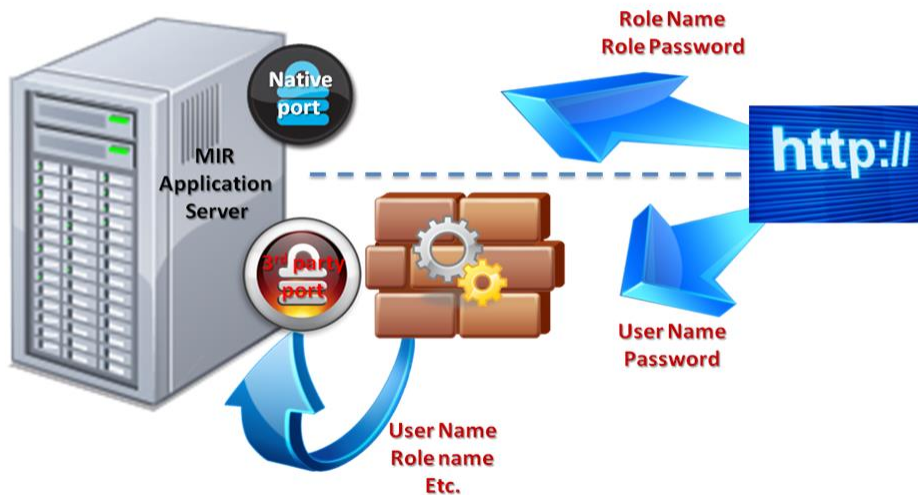 Role Name
Role Password
Native
port
http://
MIR
Application
Server
3rd party
port
User Name
Password
User Name
Role name
Etc.